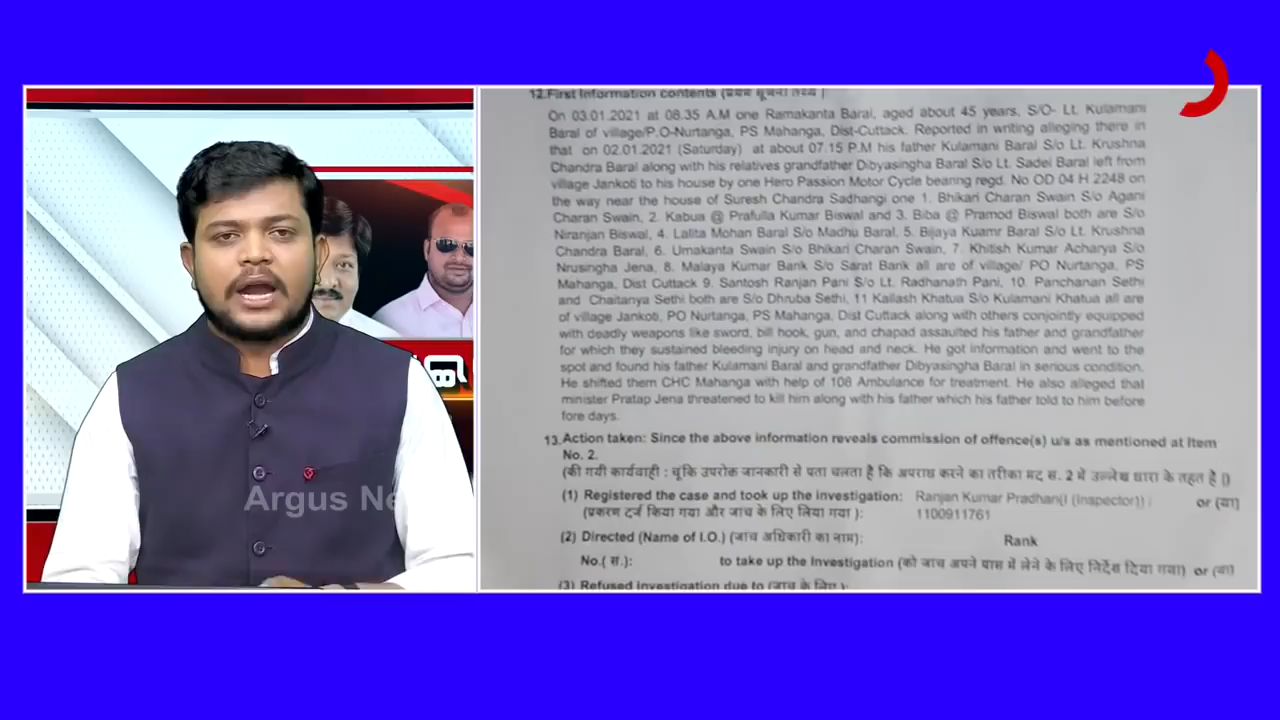 Argus Ne
12.First Information contents (प्रथम सूचना तथ्य )
On 03.01.2021 at 08.35 A.M one Ramakanta Baral, aged about 45 years, S/O- Lt. Kulamani
Baral of village/P.O-Nurtanga, PS Mahanga, Dist-Cuttack. Reported in writing alleging there in
that on 02.01.2021 (Saturday) at about 07.15 P.M his father Kulamani Baral S/o Lt. Krushna
Chandra Baral along with his relatives grandfather Dibyasingha Baral S/o Lt. Sadei Baral left from
village Jankoti to his house by one Hero Passion Motor Cycle bearing regd. No OD 04 H 2248 on
the way near the house of Suresh Chandra Sadhangi one 1. Bhikari Charan Swain S/o Agani
Charan Swain, 2. Kabua @ Prafulla Kumar Biswal and 3. Biba @ Pramod Biswal both are S/o
Niranjan Biswal, 4. Lalita Mohan Baral S/o Madhu Baral, 5. Bijaya Kuamr Baral S/o Lt. Krushna
Chandra Baral, 6. Umakanta Swain S/o Bhikari Charan Swain, 7. Khitish Kumar Acharya S/o
Nrusingha Jena, 8. Malaya Kumar Bank S/o Sarat Bank all are of village/ PO Nurtanga, PS
Mahanga, Dist Cuttack 9. Santosh Ranjan Pani S/o Lt. Radhanath Pani, 10. Panchanan Sethi
and Chaitanya Sethi both are S/o Dhruba Sethi, 11 Kailash Khatua S/o Kulamani Khatua all are
of village Jankoti, PO Nurtanga, PS Mahanga, Dist Cuttack along with others conjointly equipped
with deadly weapons like sword, bill hook, gun, and chapad assaulted his father and grandfather
for which they sustained bleeding injury on head and neck. He got information and went to the
spot and found his father Kulamani Baral and grandfather Dibyasingha Baral in serious condition.
He shifted them CHC Mahanga with help of 108 Ambulance for treatment. He also alleged that
minister Pratap Jena threatened to kill him along with his father which his father told to him before
fore days.
13.Action taken: Since the above information reveals commission of offence(s) u/s as mentioned at Item
No. 2.
(की गयी कार्यवाही : चूंकि उपरोक्त जानकारी से पता चलता है कि अपराध करने का तरीका मद स. 2 में उल्लेख धारा के तहत है |)
(1) Registered the case and took up the investigation: Ranjan Kumar Pradhan(I (Inspector)) or (या)
(प्रकरण दर्ज किया गया और जांच के लिए लिया गया ): 1100911761
(2) Directed (Name of I.O.) (जांच अधिकारी का नाम): Rank
No.( स.): to take up the Investigation (को जांच अपने पास में लेने के लिए निर्देश दिया गया) or (या)
(3) Refused investigation due to (जांच के लिए ):